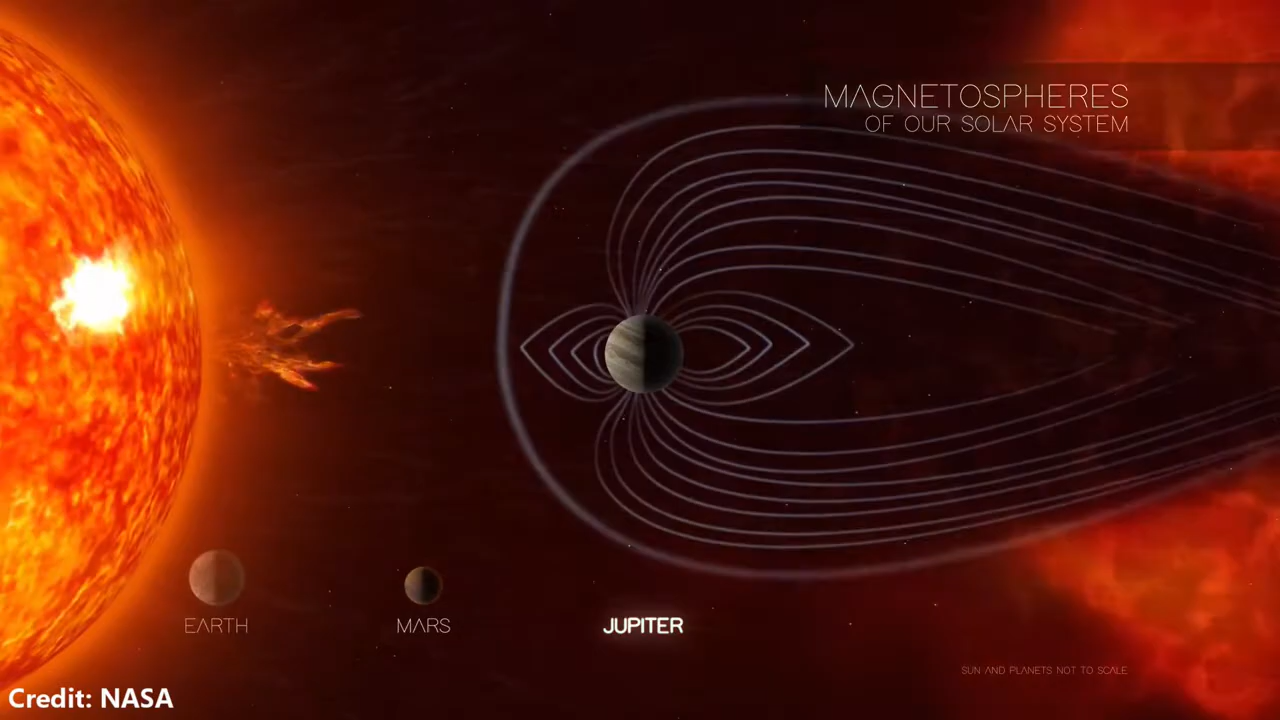 MAGNETOSPHERES
OF OUR SOLAR SYSTEM
EARTH
MARS
JUPITER
SUN AND PLANETS NOT TO SCALE
Credit: NASA